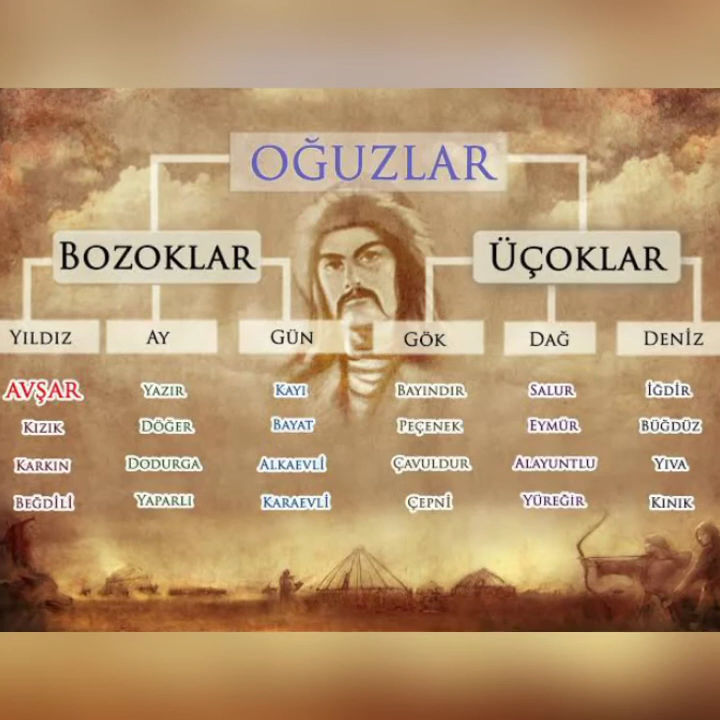 OĞUZLAR
BOZOKLAR ÜÇOKLAR
YILDIZ AY GÜN GÖK DAĞ DENİZ
AVŞAR YAZIR KAYI BAYINDIR SALUR İĞDİR
KIZIK DÖĞER BAYAT PEÇENEK EYMÜR BÜĞDÜZ
KARKIN DODURGA ALKAEVLİ ÇAVULDUR ALAYUNTLU YIVA
BEĞDİLİ YAPARLI KARAEVLİ ÇEPNİ YÜREĞİR KINIK